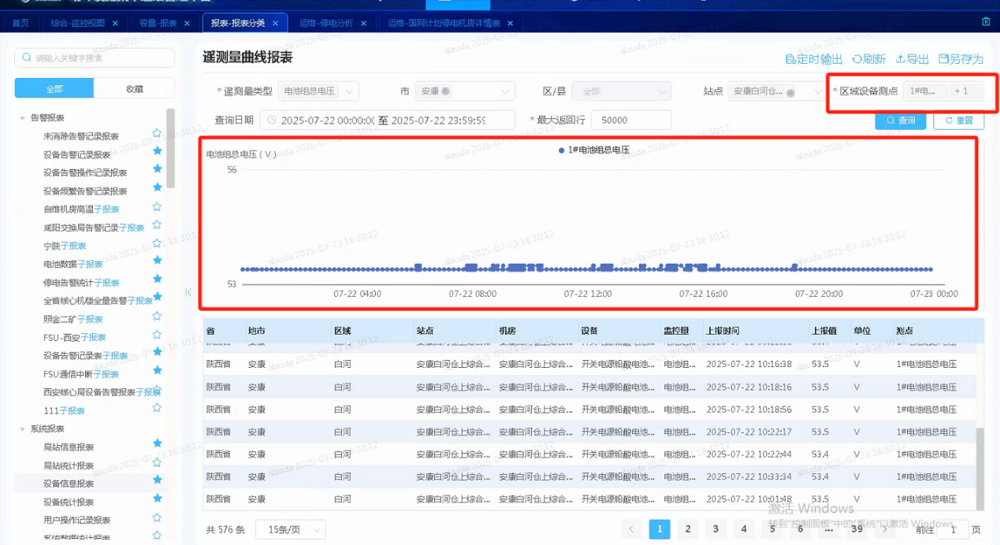 首页 综合-监控视图 × 容量-报表 × 报表-报表分类 × 运维-停电分析 × 运维-国网计划停电机房详情表 ×
请输入关键字搜索
全部 收藏
告警报表
未消除告警记录报表
设备告警记录报表
设备告警操作记录报表
设备频繁告警记录报表
自维机房高温子报表
咸阳交换局告警记录子报表
宁陕子报表
电池数据子报表
停电告警统计子报表
全省核心机楼全量告警子报表
照金二矿子报表
FSU-西安子报表
设备告警记录表子报表
FSU通信中断子报表
西安核心局设备告警报表子报表
111子报表
系统报表
局站信息报表
局站统计报表
设备信息报表
设备统计报表
用户操作记录报表
系统数据统计报表
遥测量曲线报表
定时输出 刷新 导出 另存为
* 遥测量类型 电池组总电压 市 安康 区/县 全部 站点 安康白河仓... * 区域设备测点 1#电... + 1
查询日期 2025-07-22 00:00:00 至 2025-07-22 23:59:59 * 最大返回行 50000 查询 重置
电池组总电压 ( V )
1#电池组总电压
56
53
07-22 04:00 07-22 08:00 07-22 12:00 07-22 16:00 07-22 20:00 07-23 00:00
省 地市 区域 站点 机房 设备 监控量 上报时间 上报值 单位 测点
陕西省 安康 白河 安康白河仓上综合... 安康白河仓上综合... 开关电源铅酸电池... 电池组... 2025-07-22 10:16:38 53.5 V 1#电池组总电压
陕西省 安康 白河 安康白河仓上综合... 安康白河仓上综合... 开关电源铅酸电池... 电池组... 2025-07-22 10:18:16 53.5 V 1#电池组总电压
陕西省 安康 白河 安康白河仓上综合... 安康白河仓上综合... 开关电源铅酸电池... 电池组... 2025-07-22 10:18:56 53.5 V 1#电池组总电压
陕西省 安康 白河 安康白河仓上综合... 安康白河仓上综合... 开关电源铅酸电池... 电池组... 2025-07-22 10:22:17 53.5 V 1#电池组总电压
陕西省 安康 白河 安康白河仓上综合... 安康白河仓上综合... 开关电源铅酸电池... 电池组... 2025-07-22 10:22:44 53.4 V 1#电池组总电压
陕西省 安康 白河 安康白河仓上综合... 安康白河仓上综合... 开关电源铅酸电池... 电池组... 2025-07-22 10:33:34 53.4 V 1#电池组总电压
陕西省 安康 白河 安康白河仓上综合... 安康白河仓上综合... 开关电源铅酸电池... 电池组... 2025-07-22 10:01:48 53.5 V 1#电池组总电压
激活 Windows
转到"控制面板"中的"系统"以激活 Windows。
共 576 条 15条/页 < 1 2 3 4 5 6 ... 39 > 前往 1 页
alauda 2025-07-23 16:30:12